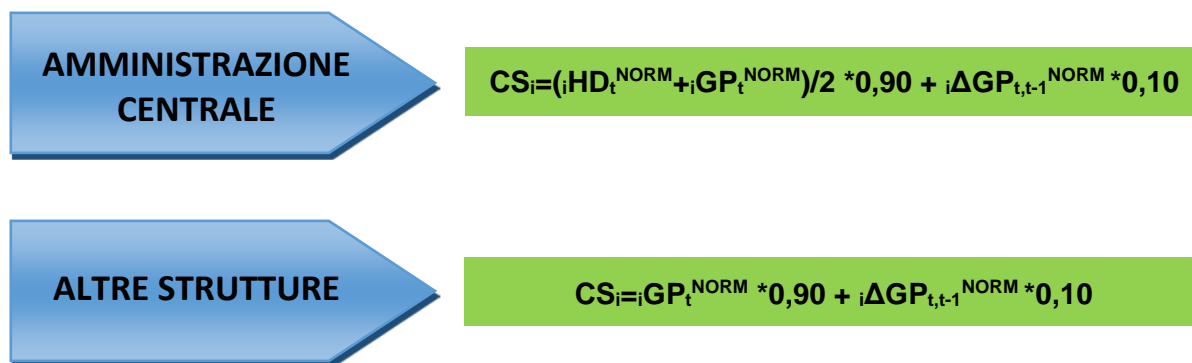 AMMINISTRAZIONE
CENTRALE
CSᵢ=(ᵢHDₜᴺᴼᴿᴹ+ᵢGPₜᴺᴼᴿᴹ)/2 *0,90 + ᵢΔGPₜ,ₜ₋₁ᴺᴼᴿᴹ *0,10
ALTRE STRUTTURE
CSᵢ=ᵢGPₜᴺᴼᴿᴹ *0,90 + ᵢΔGPₜ,ₜ₋₁ᴺᴼᴿᴹ *0,10